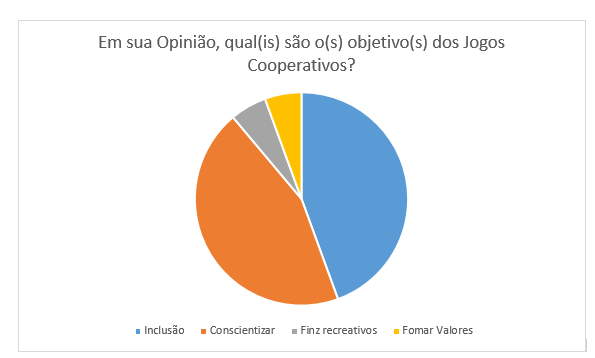 Em sua Opinião, qual(is) são o(s) objetivo(s) dos Jogos
Cooperativos?
Inclusão Conscientizar Finz recreativos Fomar Valores